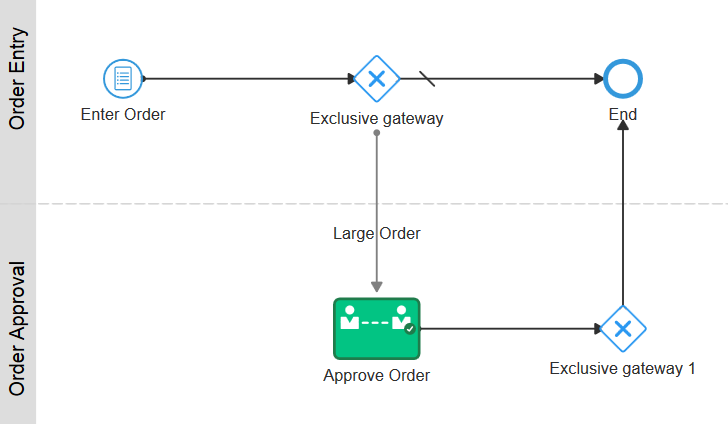 Order Entry
Enter Order
Exclusive gateway
End
Large Order
Order Approval
Approve Order
Exclusive gateway 1